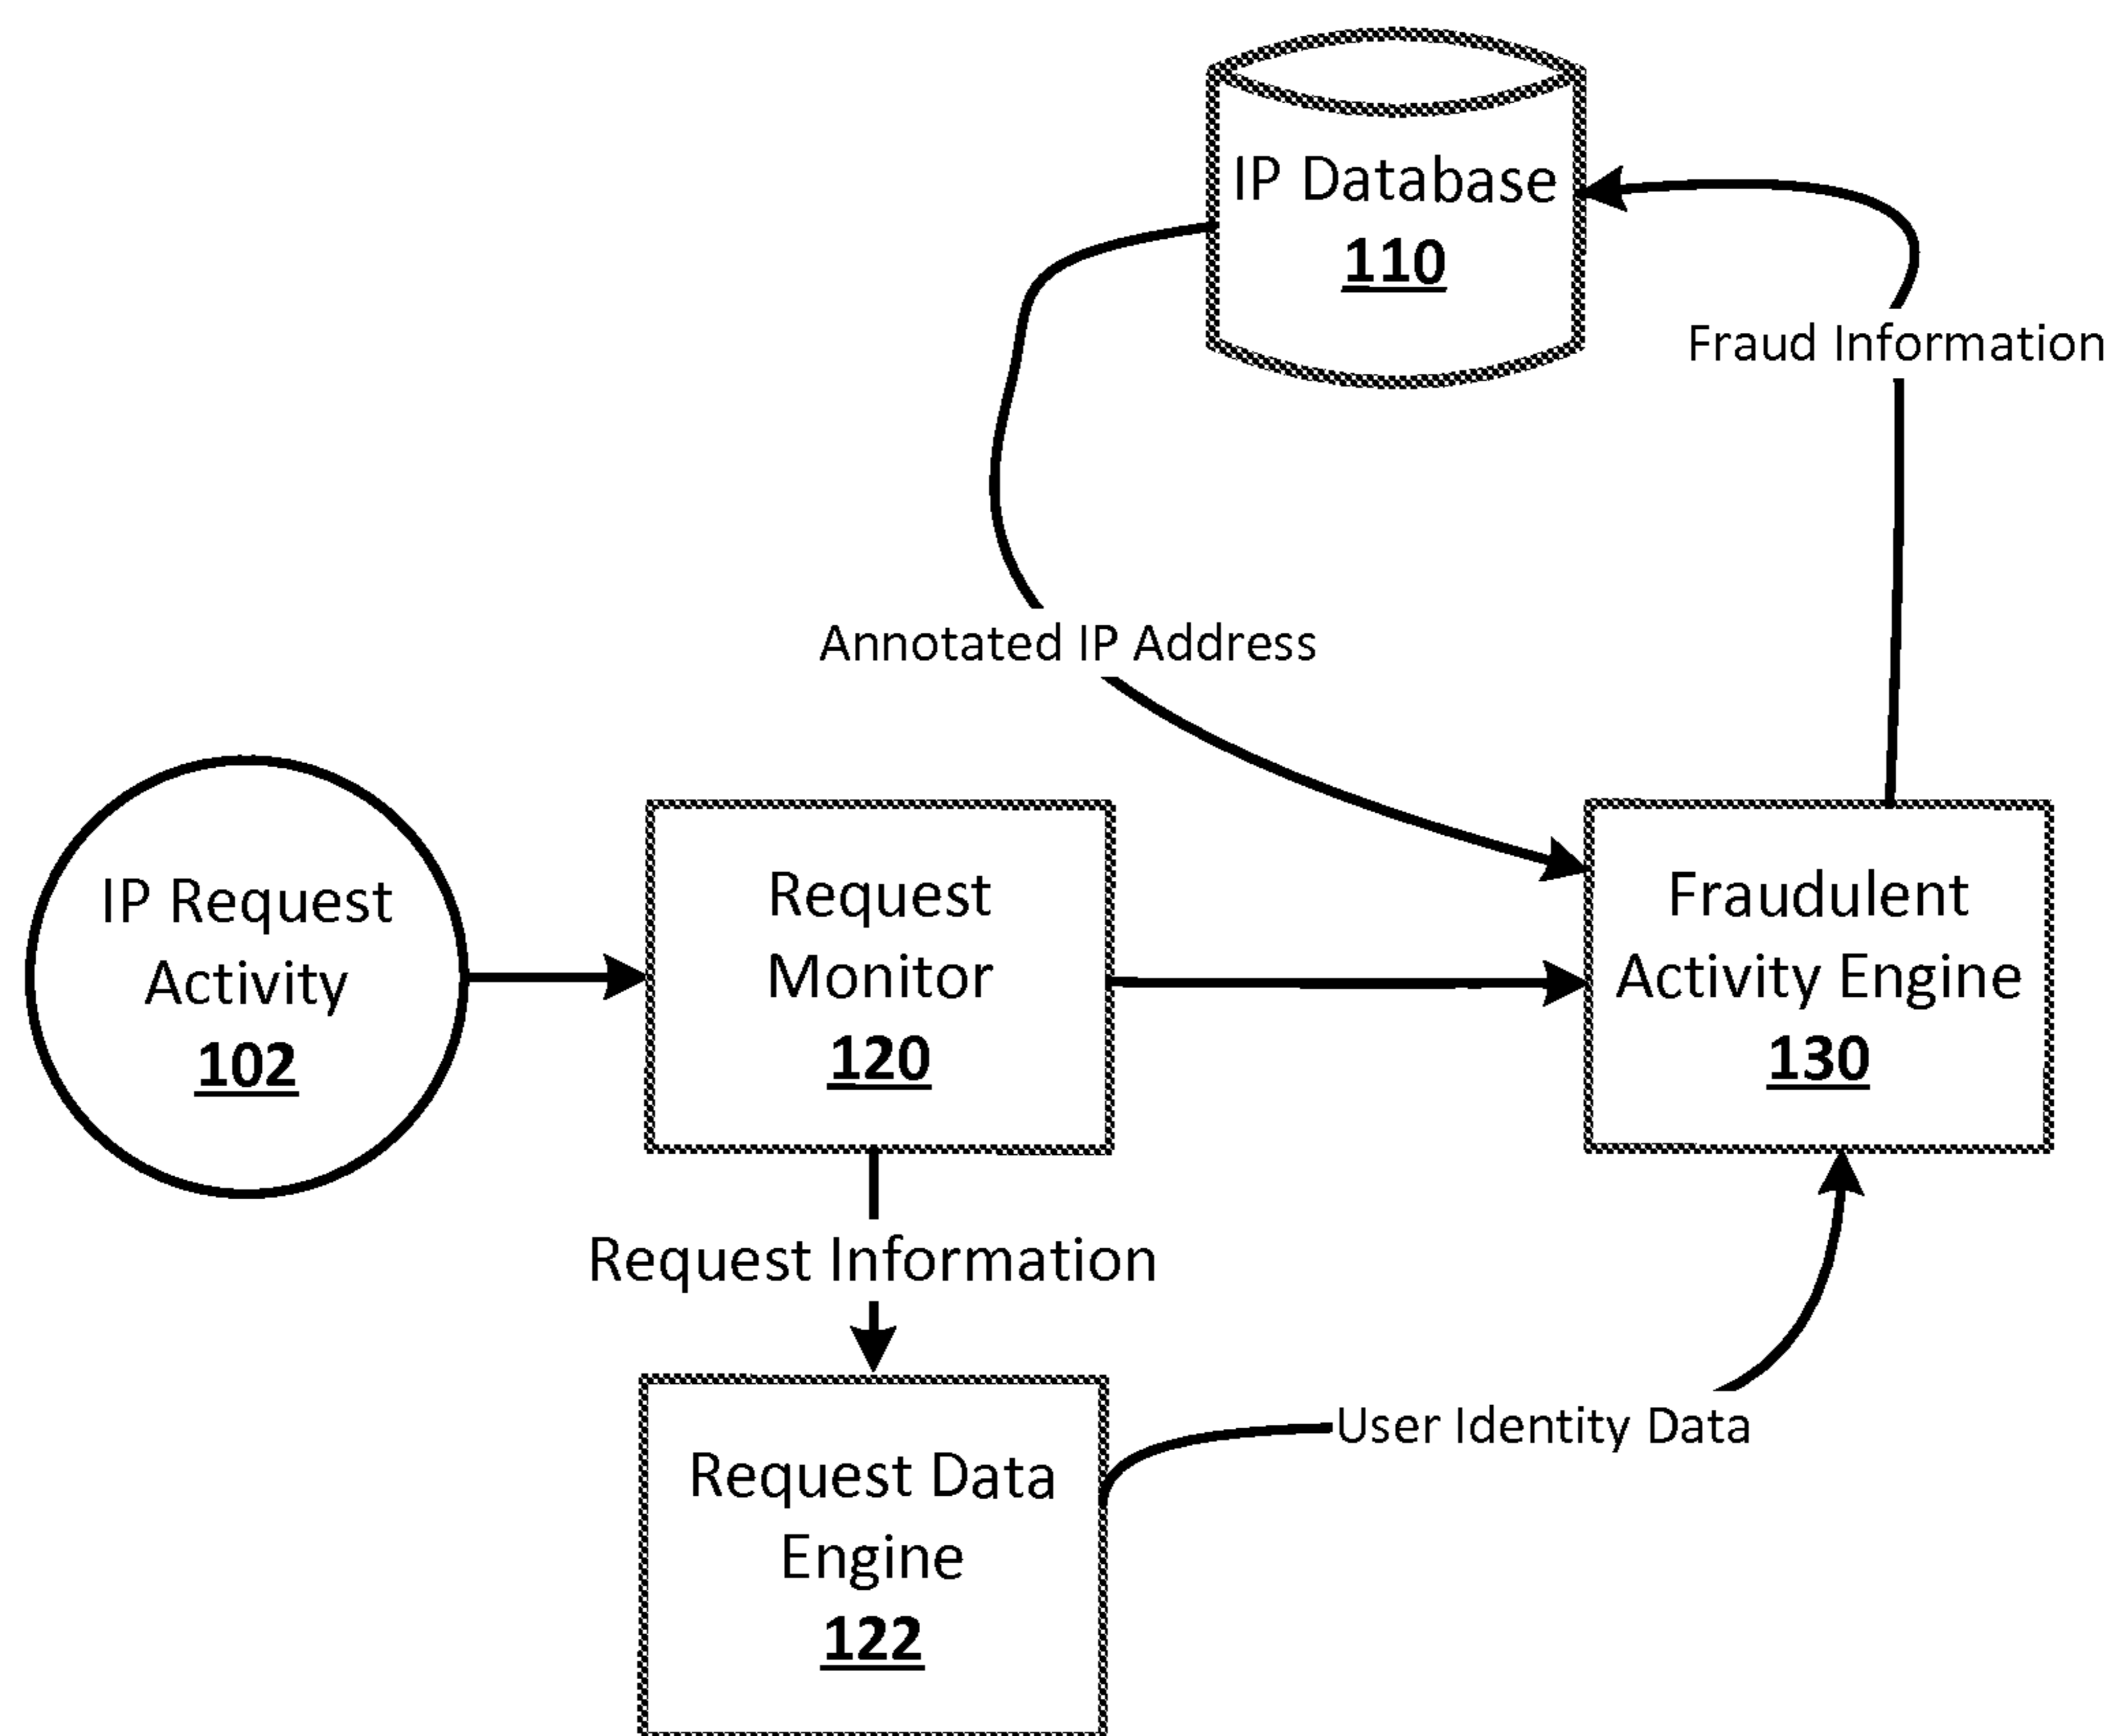 IP Database
110
Fraud Information
Annotated IP Address
IP Request
Activity
102
Request
Monitor
120
Fraudulent
Activity Engine
130
Request Information
User Identity Data
Request Data
Engine
122